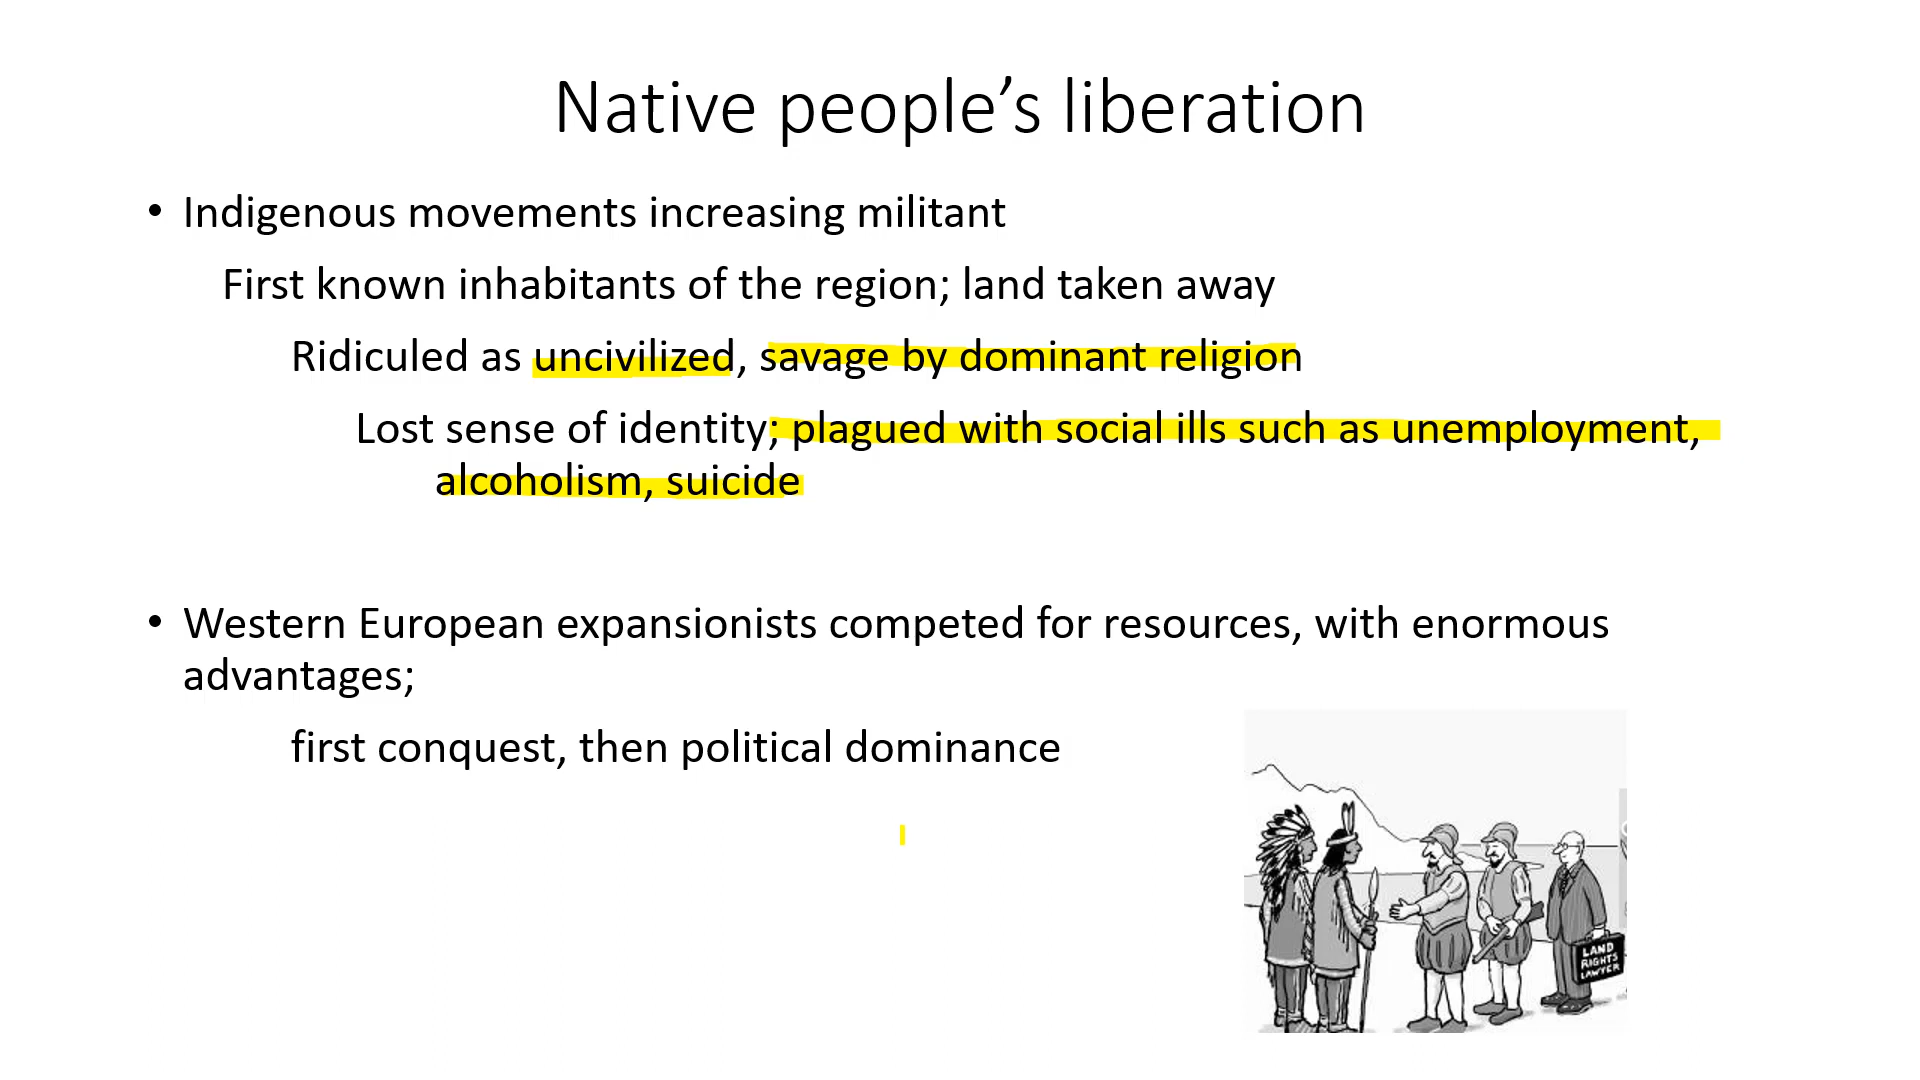 Native people’s liberation
• Indigenous movements increasing militant
First known inhabitants of the region; land taken away
Ridiculed as uncivilized, savage by dominant religion
Lost sense of identity; plagued with social ills such as unemployment,
alcoholism, suicide
• Western European expansionists competed for resources, with enormous
advantages;
first conquest, then political dominance
LAND
RIGHTS
LAWYER